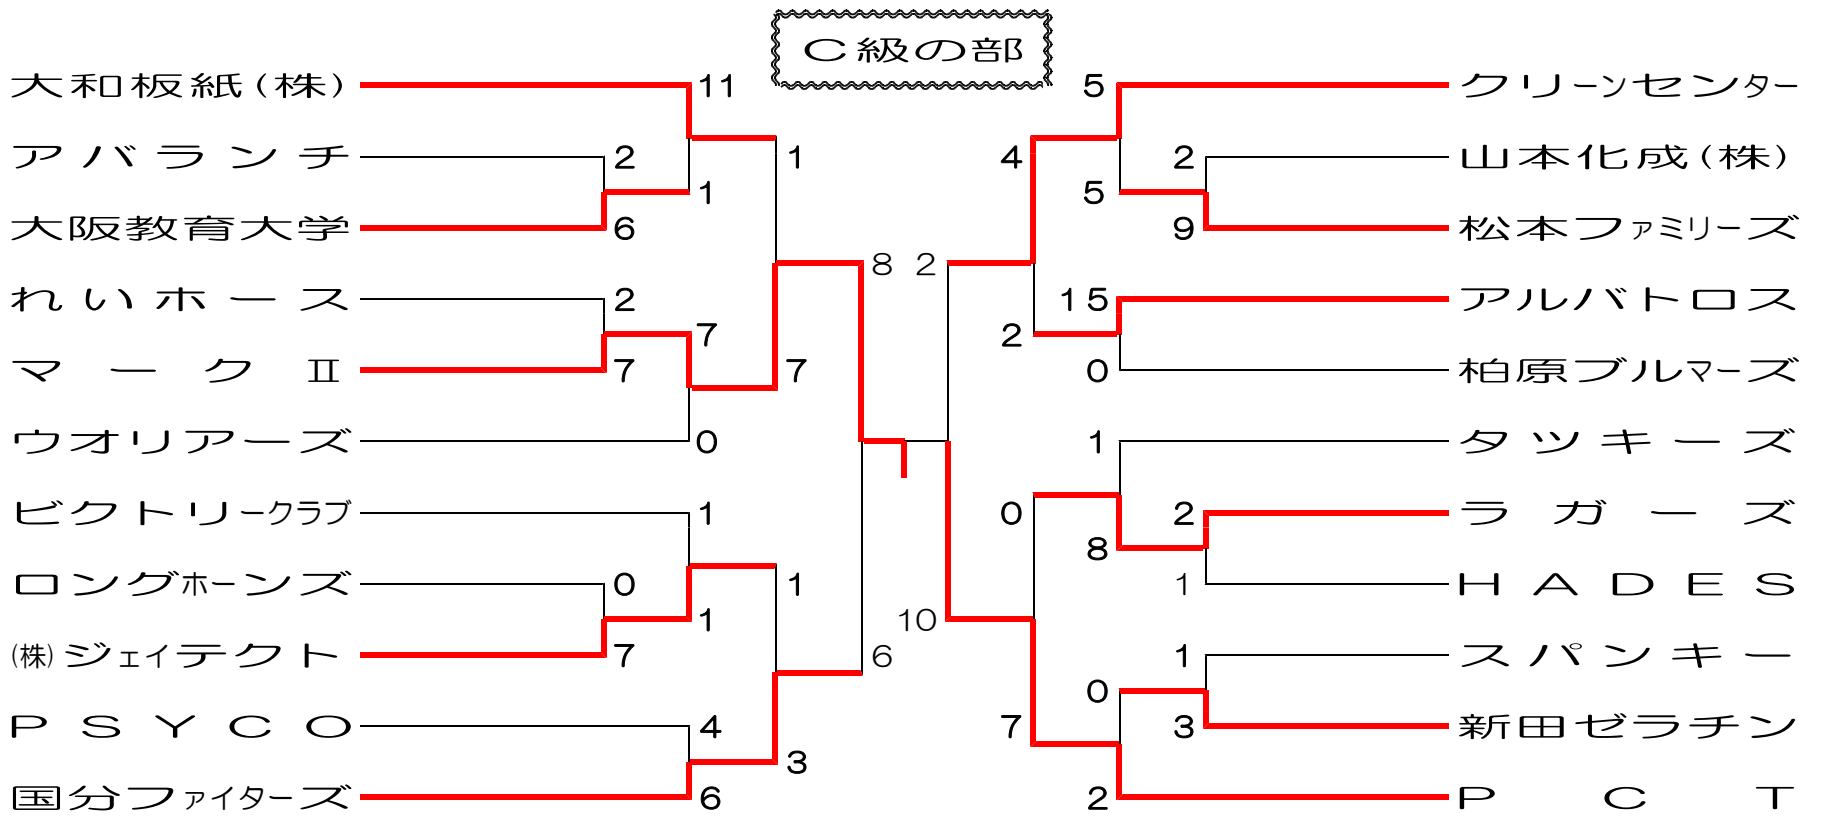 C級の部
大和板紙(株) 11 5 クリーンセンター
アバランチ 2 1 4 2 山本化成(株)
1 5
大阪教育大学 6 9 松本ファミリーズ
8 2
れいホース 2 15 アルバトロス
7 2
マークⅡ 7 7 0 柏原ブルマーズ
ウオリアーズ 0 1 タツキーズ
ビクトリークラブ 1 0 2 ラガーズ
8
ロングホーンズ 0 1 1 HADES
1 10
(株)ジェイテクト 7 6 1 スパンキー
0
PSYCO 4 7 3 新田ゼラチン
3
国分ファイターズ 6 2 PCT